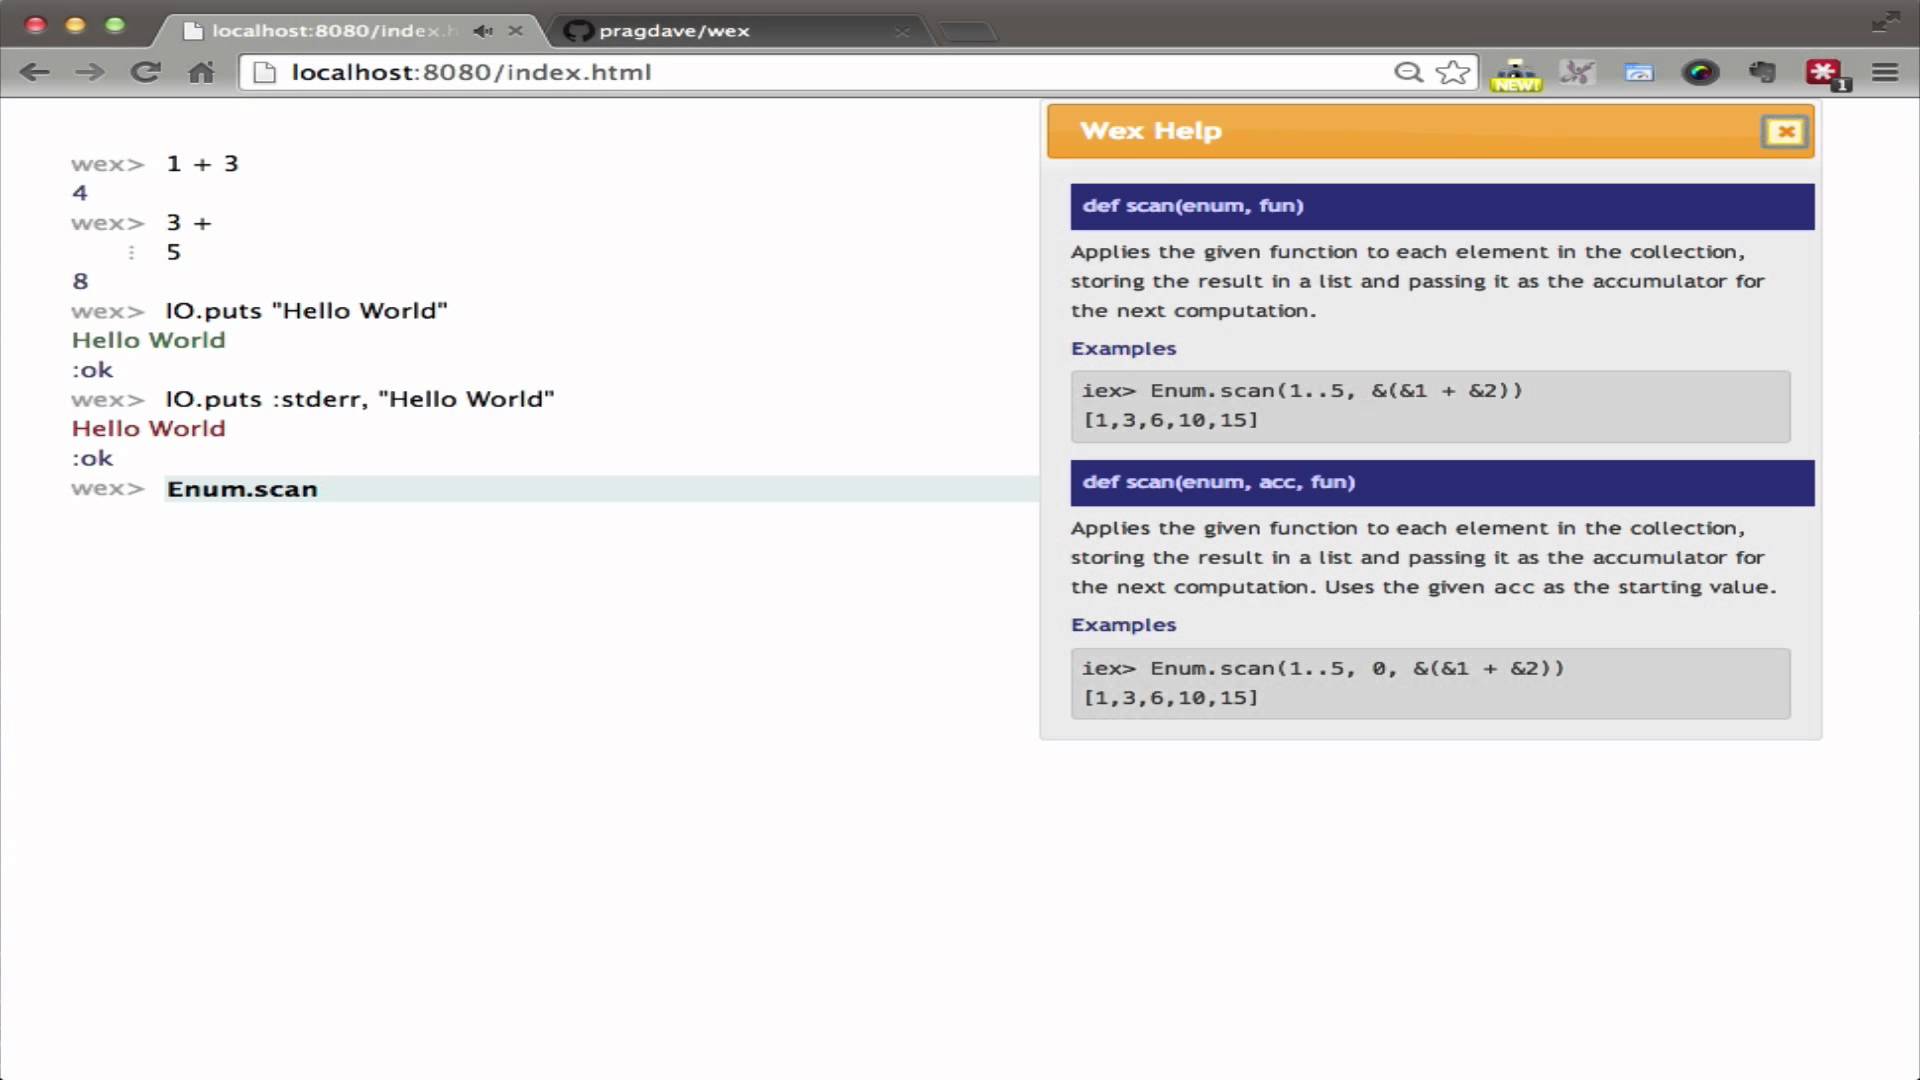 localhost:8080/index.h
pragdave/wex
localhost:8080/index.html
NEW!
1
wex> 1 + 3
4
wex> 3 +
⋮ 5
8
wex> IO.puts "Hello World"
Hello World
:ok
wex> IO.puts :stderr, "Hello World"
Hello World
:ok
wex> Enum.scan
Wex Help
def scan(enum, fun)
Applies the given function to each element in the collection,
storing the result in a list and passing it as the accumulator for
the next computation.
Examples
iex> Enum.scan(1..5, &(&1 + &2))
[1,3,6,10,15]
def scan(enum, acc, fun)
Applies the given function to each element in the collection,
storing the result in a list and passing it as the accumulator for
the next computation. Uses the given acc as the starting value.
Examples
iex> Enum.scan(1..5, 0, &(&1 + &2))
[1,3,6,10,15]